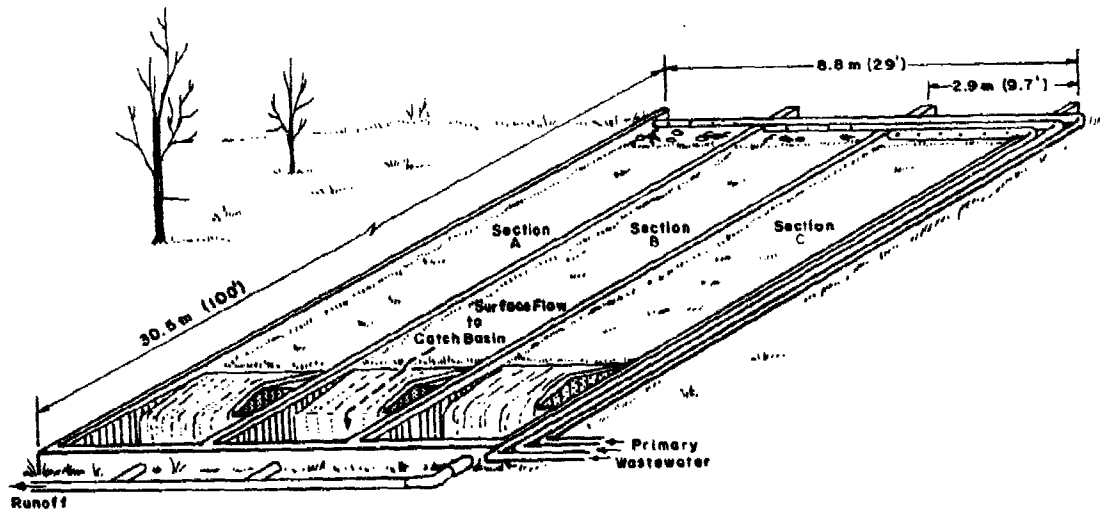 8.8 m (29')
2.9 m (9.7')
30.5 m (100')
Section
A
Section
B
Section
C
Surface Flow
to
Catch Basin
Primary
Wastewater
Runoff